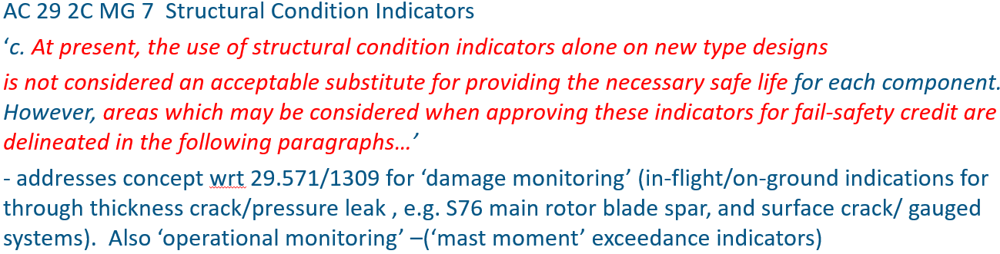 AC 29 2C MG 7  Structural Condition Indicators
‘c. At present, the use of structural condition indicators alone on new type designs
is not considered an acceptable substitute for providing the necessary safe life for each component.
However, areas which may be considered when approving these indicators for fail-safety credit are
delineated in the following paragraphs…’
- addresses concept wrt 29.571/1309 for ‘damage monitoring’ (in-flight/on-ground indications for
through thickness crack/pressure leak , e.g. S76 main rotor blade spar, and surface crack/ gauged
systems).  Also ‘operational monitoring’ –(‘mast moment’ exceedance indicators)